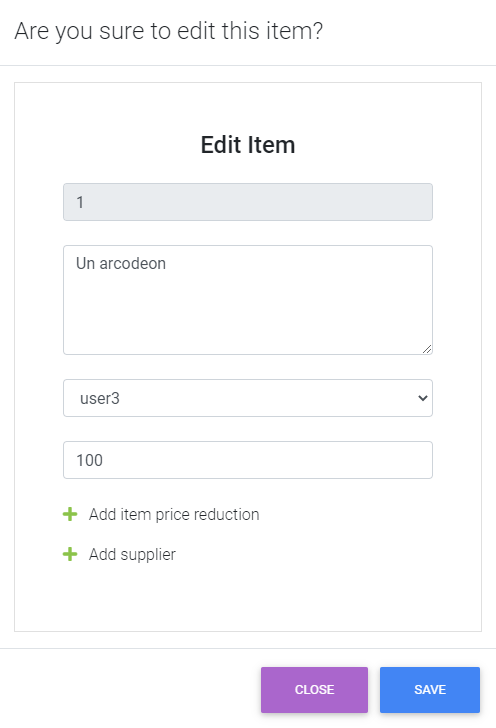 Are you sure to edit this item?
Edit Item
1
Un arcodeon
user3
100
Add item price reduction
Add supplier
CLOSE SAVE